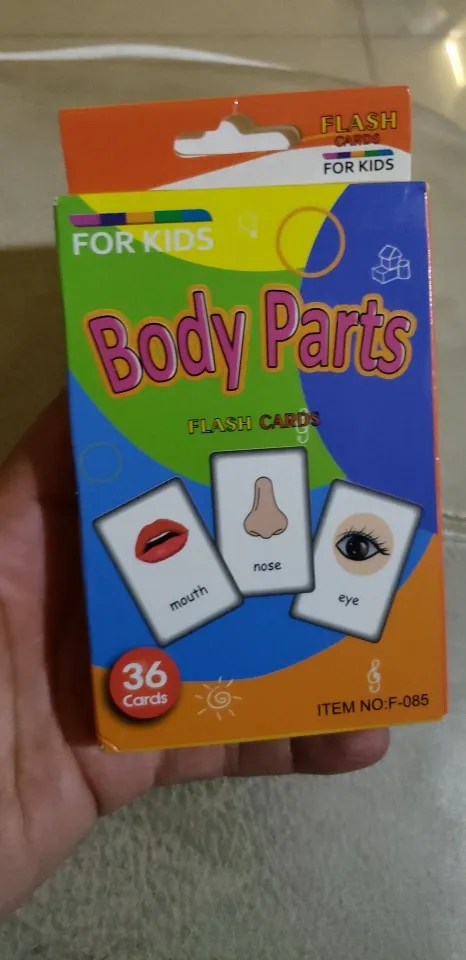 FLASH
CARDS
FOR KIDS
FOR KIDS
Body Parts
FLASH CARDS
mouth
nose
eye
36
Cards
ITEM NO:F-085